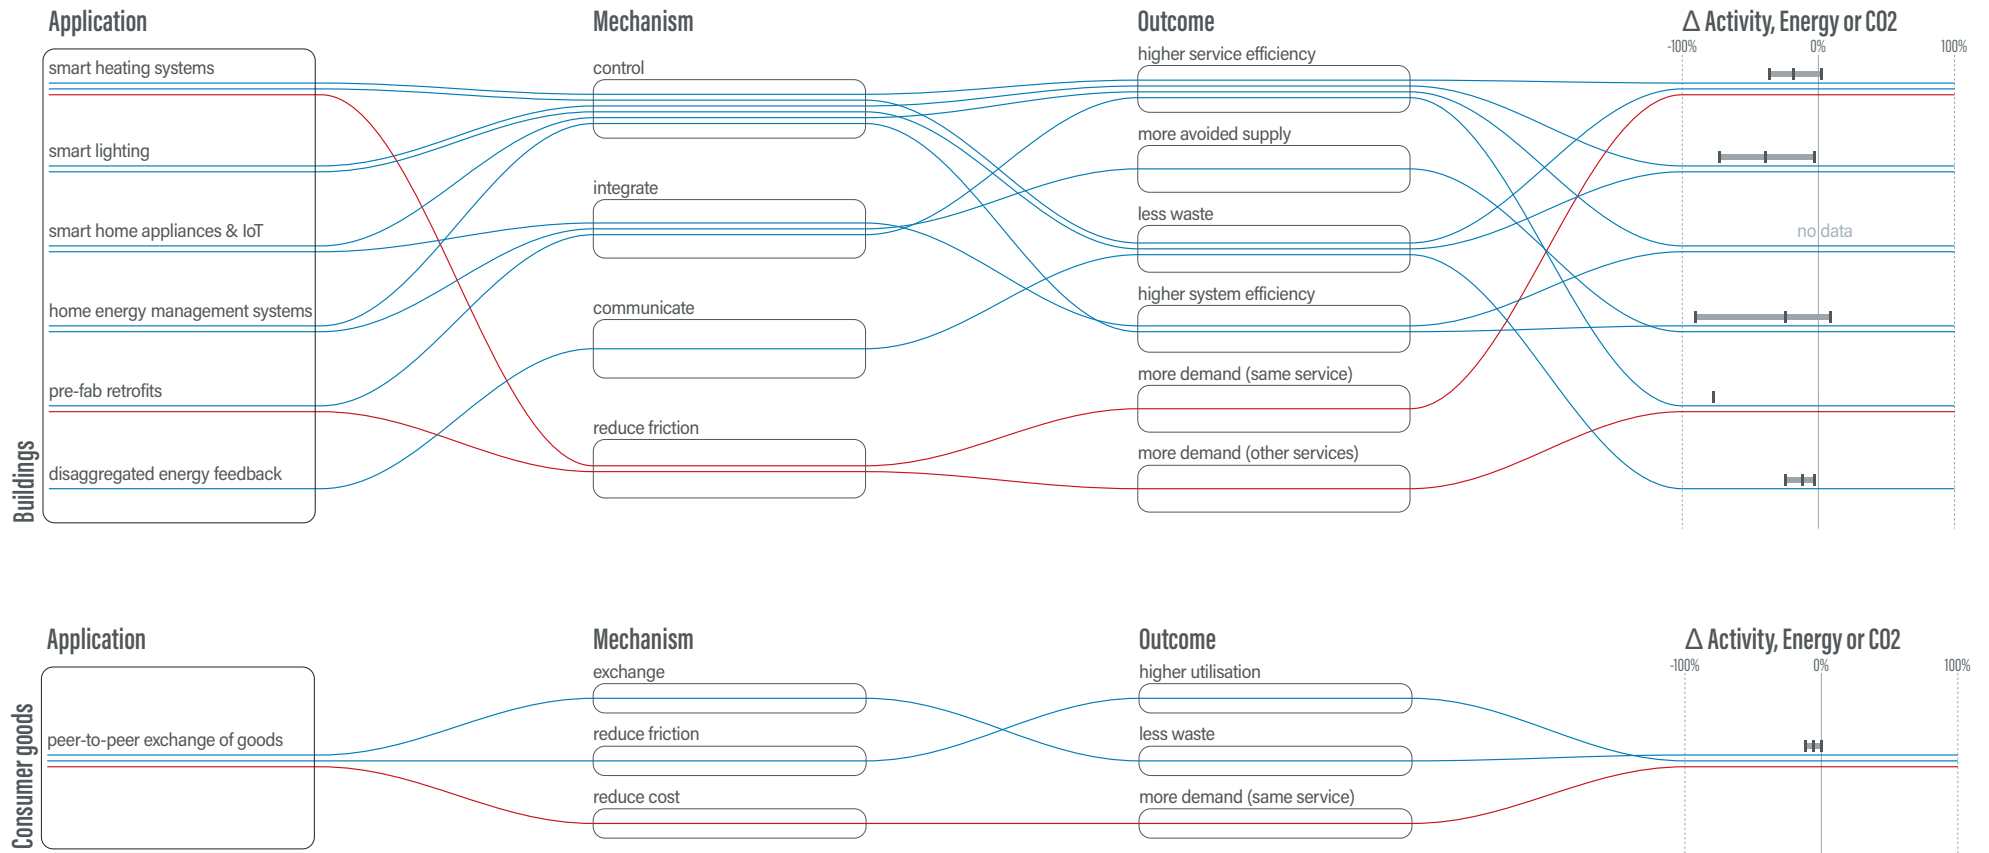 Application
Mechanism
Outcome
Δ Activity, Energy or CO2
-100%
0%
100%
Buildings
smart heating systems
smart lighting
smart home appliances & IoT
home energy management systems
pre-fab retrofits
disaggregated energy feedback
control
integrate
communicate
reduce friction
higher service efficiency
more avoided supply
less waste
higher system efficiency
more demand (same service)
more demand (other services)
no data
Application
Mechanism
Outcome
Δ Activity, Energy or CO2
-100%
0%
100%
Consumer goods
peer-to-peer exchange of goods
exchange
reduce friction
reduce cost
higher utilisation
less waste
more demand (same service)